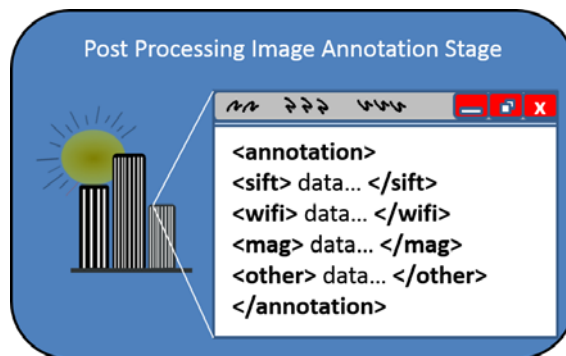 Post Processing Image Annotation Stage
X
<annotation>
<sift> data... </sift>
<wifi> data... </wifi>
<mag> data... </mag>
<other> data... </other>
</annotation>